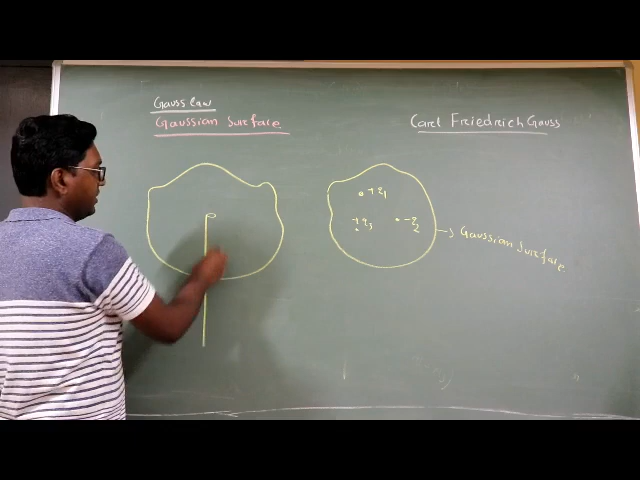 Gauss law
Gaussian Surface
Carl Friedrich Gauss
+q1
+q3
-q2
Gaussian Surface